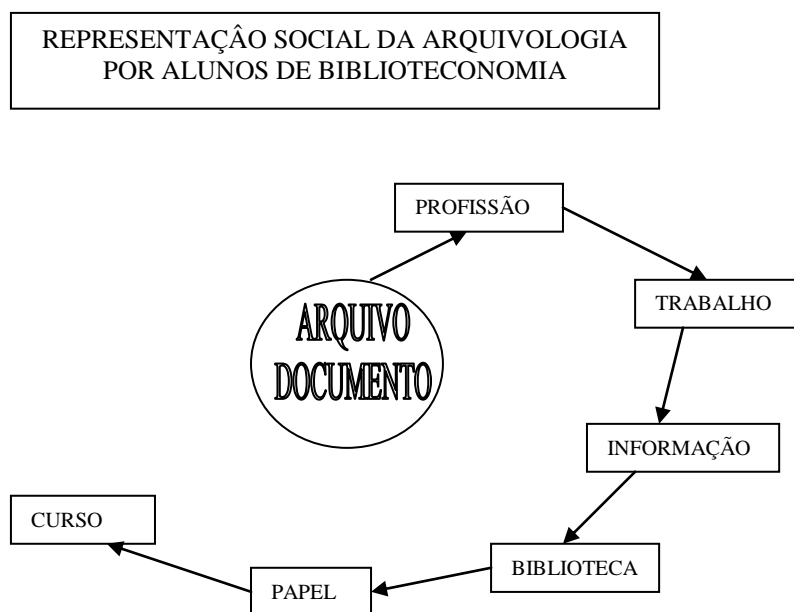 REPRESENTAÇÂO SOCIAL DA ARQUIVOLOGIA
POR ALUNOS DE BIBLIOTECONOMIA
PROFISSÃO
ARQUIVO
DOCUMENTO
TRABALHO
INFORMAÇÃO
BIBLIOTECA
PAPEL
CURSO